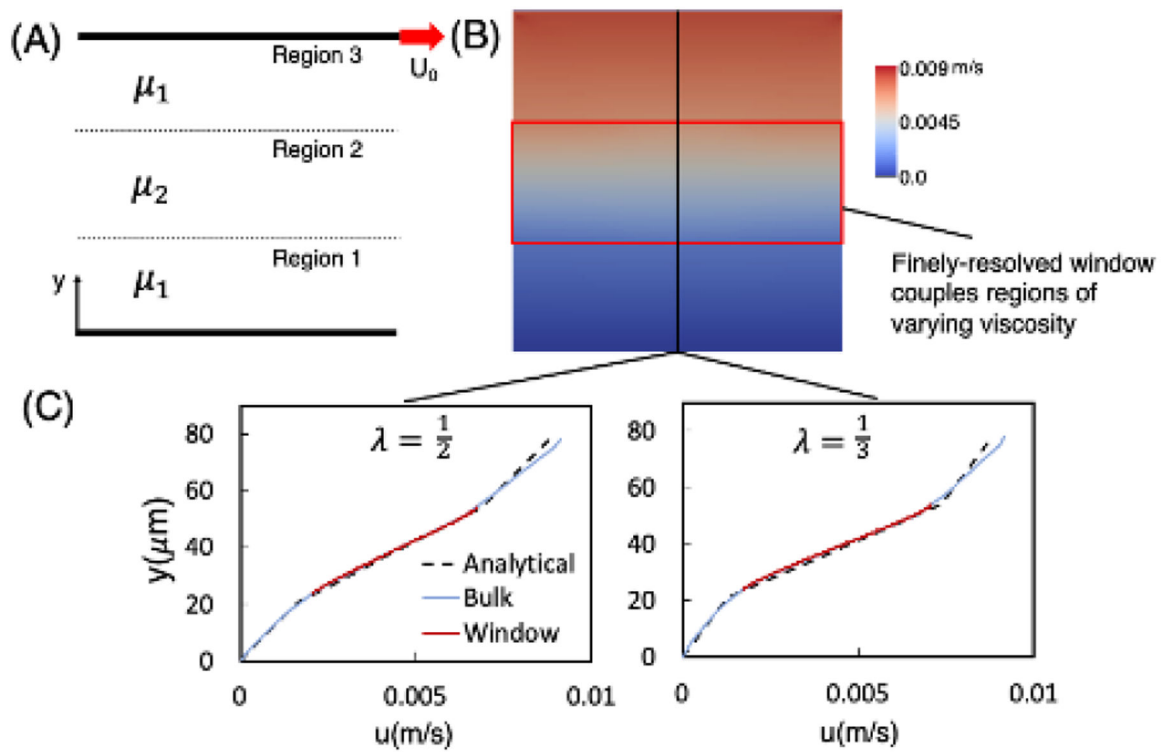 (A)
Region 3
U₀
μ₁
Region 2
μ₂
Region 1
y
μ₁
(B)
0.009 m/s
0.0045
0.0
Finely-resolved window
couples regions of
varying viscosity
(C)
λ = 1/2
80
60
40
20
0
y(μm)
Analytical
Bulk
Window
0
0.005
0.01
u(m/s)
λ = 1/3
80
60
40
20
0
0
0.005
0.01
u(m/s)